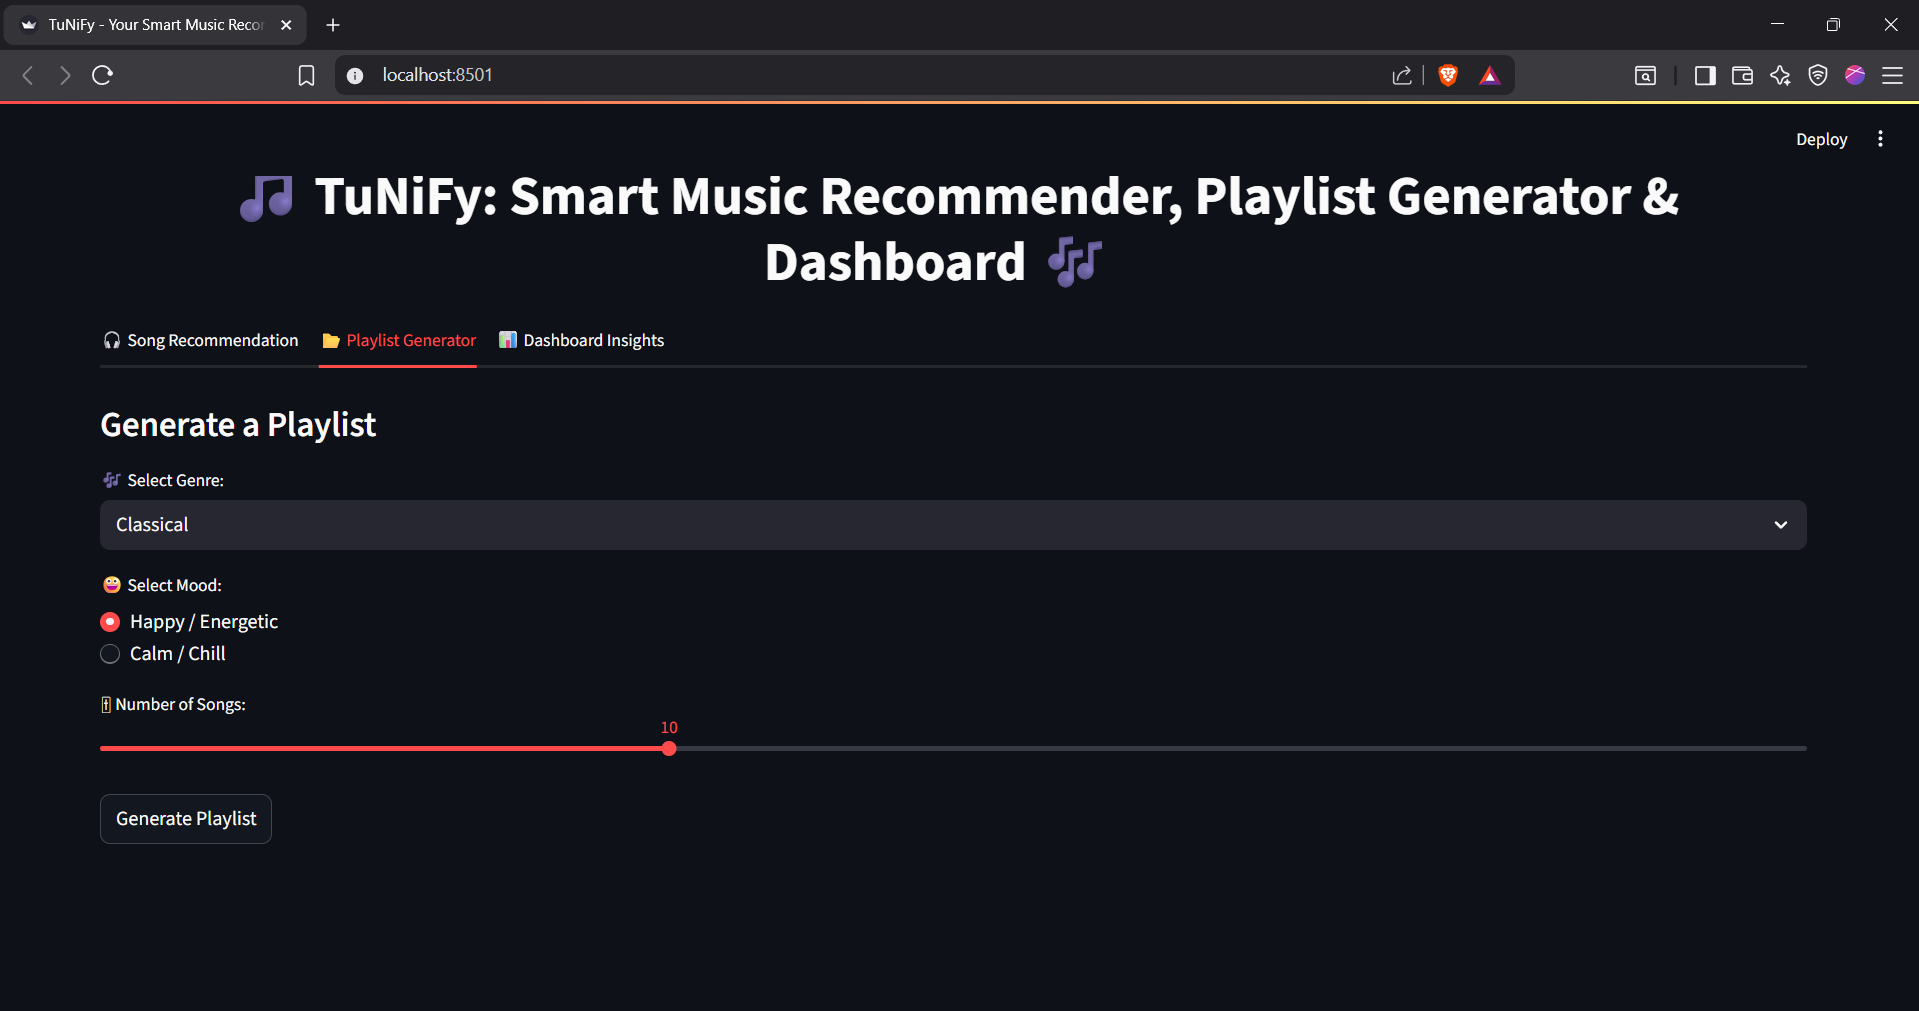 TuNiFy - Your Smart Music Recor
localhost:8501
Deploy
🎵 TuNiFy: Smart Music Recommender, Playlist Generator &
Dashboard 🎶
🎧 Song Recommendation
📂 Playlist Generator
📊 Dashboard Insights
Generate a Playlist
🎶 Select Genre:
Classical
😀 Select Mood:
Happy / Energetic
Calm / Chill
Number of Songs:
10
Generate Playlist